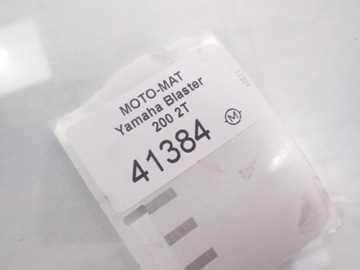 MOTO-MAT
Yamaha Blaster
200 2T
41384
M